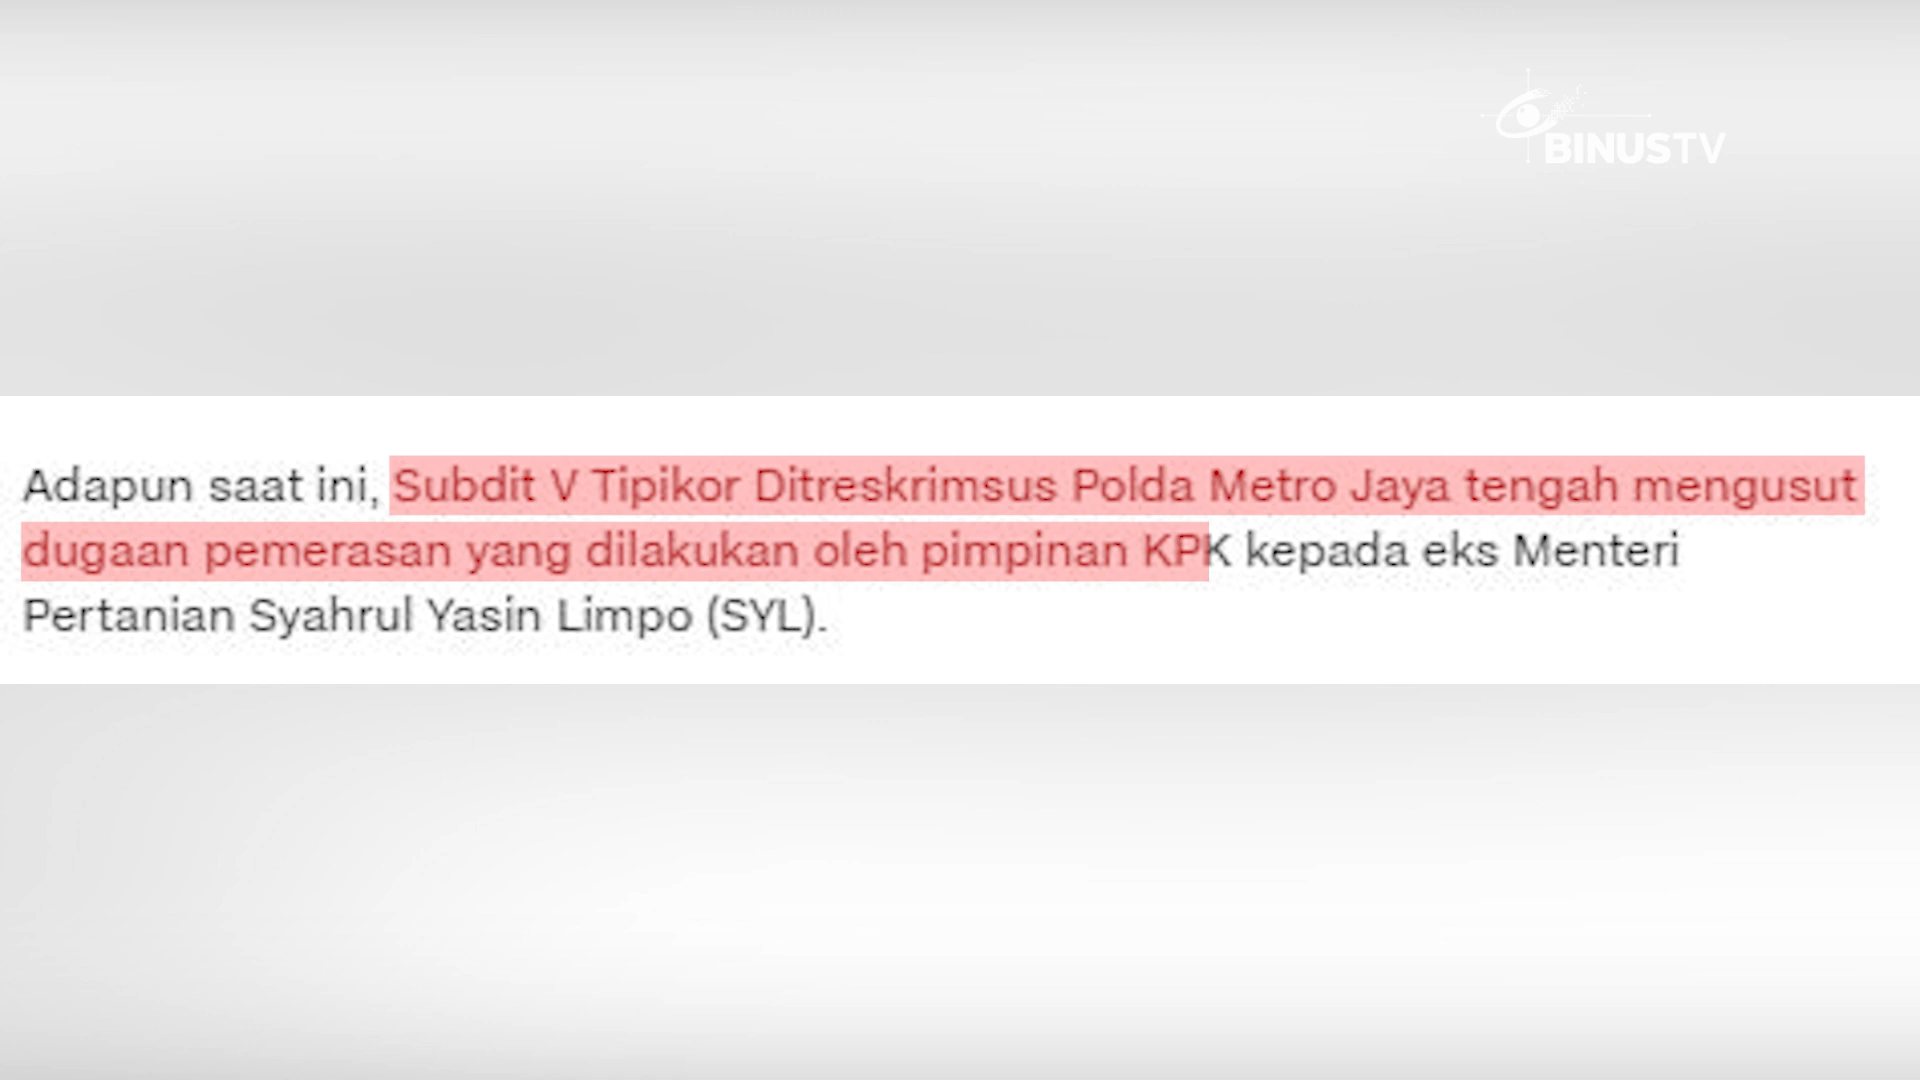 BINUSTV
Adapun saat ini, Subdit V Tipikor Ditreskrimsus Polda Metro Jaya tengah mengusut
dugaan pemerasan yang dilakukan oleh pimpinan KPK kepada eks Menteri
Pertanian Syahrul Yasin Limpo (SYL).